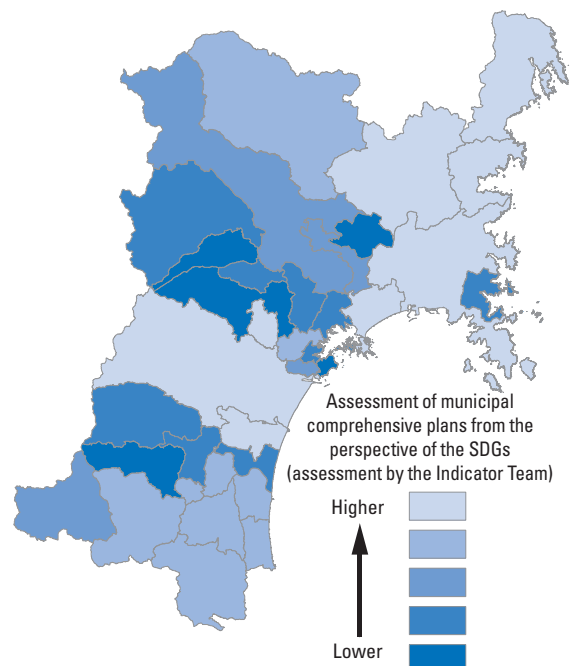 Assessment of municipal
comprehensive plans from the
perspective of the SDGs
(assessment by the Indicator Team)
Higher
Lower